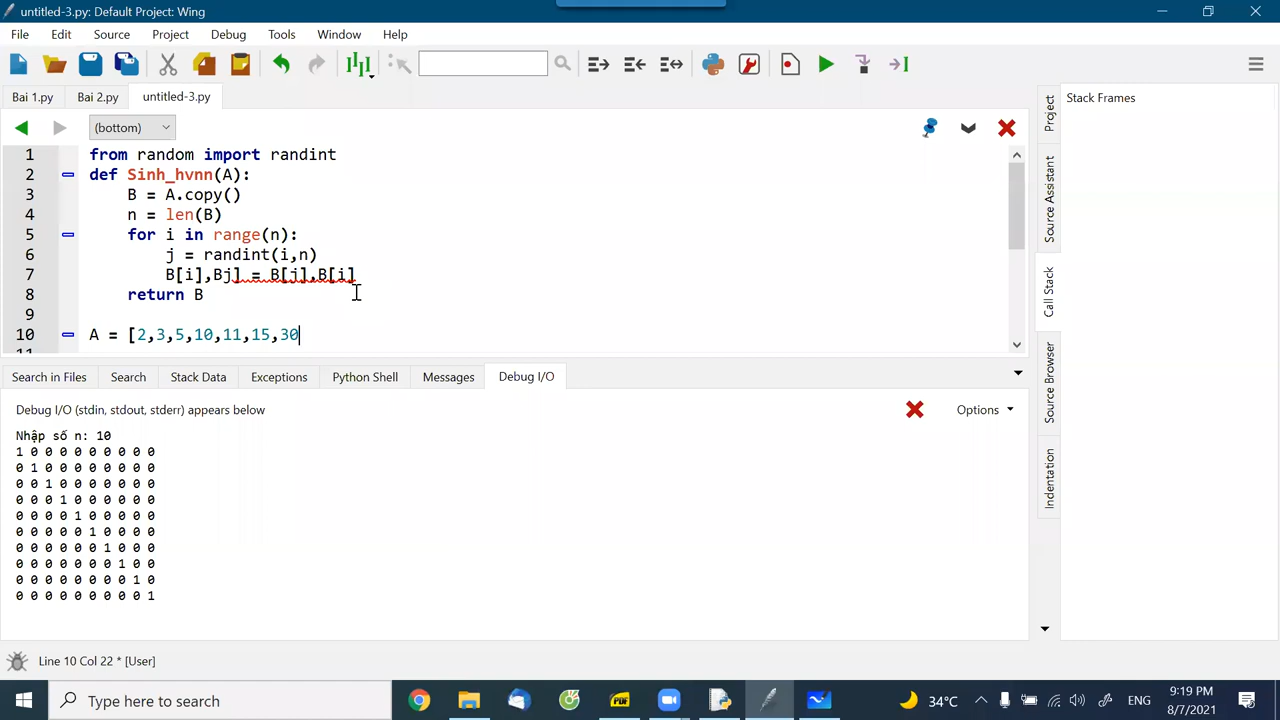 untitled-3.py: Default Project: Wing
File Edit Source Project Debug Tools Window Help
Bai 1.py Bai 2.py untitled-3.py
(bottom)
1 from random import randint
2 def Sinh_hvnn(A):
3 B = A.copy()
4 n = len(B)
5 for i in range(n):
6 j = randint(i,n)
7 B[i],Bj] = B[j],B[i]
8 return B
9
10 A = [2,3,5,10,11,15,30
11
Stack Frames
Project
Source Assistant
Call Stack
Source Browser
Indentation
Search in Files Search Stack Data Exceptions Python Shell Messages Debug I/O
Debug I/O (stdin, stdout, stderr) appears below
Options
Nhập số n: 10
1 0 0 0 0 0 0 0 0 0
0 1 0 0 0 0 0 0 0 0
0 0 1 0 0 0 0 0 0 0
0 0 0 1 0 0 0 0 0 0
0 0 0 0 1 0 0 0 0 0
0 0 0 0 0 1 0 0 0 0
0 0 0 0 0 0 1 0 0 0
0 0 0 0 0 0 0 1 0 0
0 0 0 0 0 0 0 0 1 0
0 0 0 0 0 0 0 0 0 1
Line 10 Col 22 * [User]
Type here to search
PDF
34°C
ENG
9:19 PM
8/7/2021